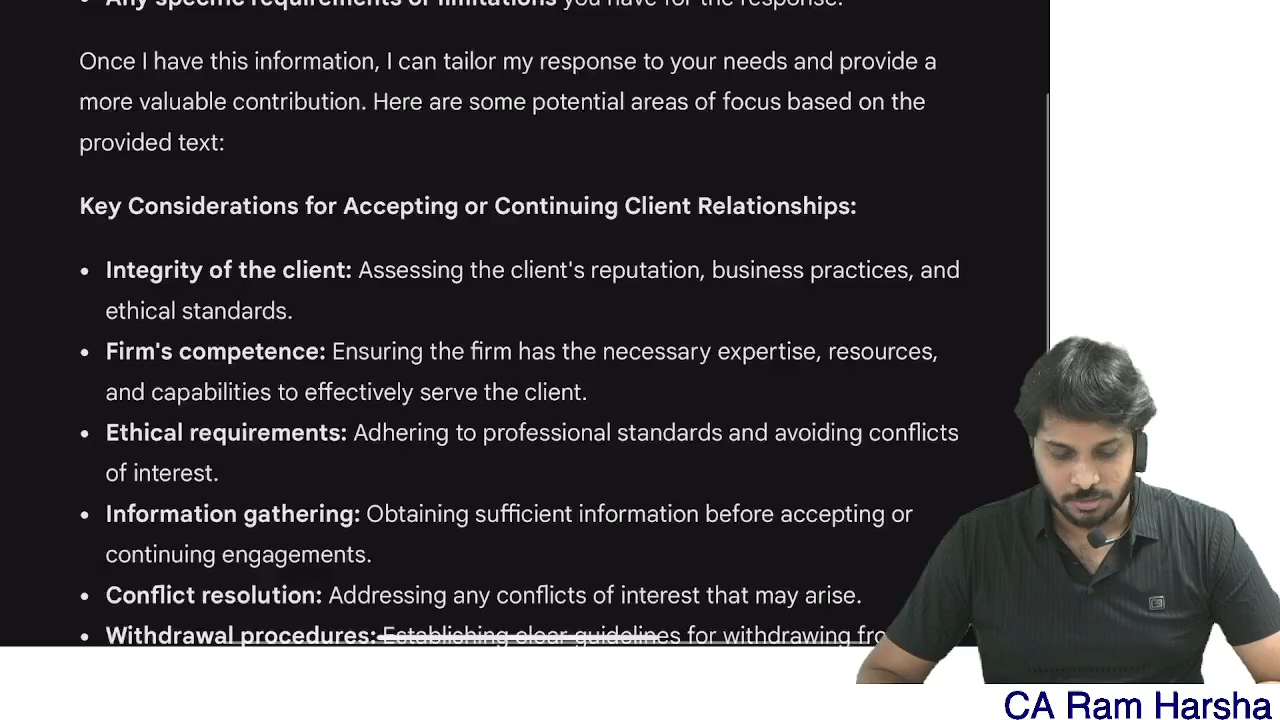 Any specific requirements or limitations you have for the response.
Once I have this information, I can tailor my response to your needs and provide a
more valuable contribution. Here are some potential areas of focus based on the
provided text:
Key Considerations for Accepting or Continuing Client Relationships:
• Integrity of the client: Assessing the client's reputation, business practices, and
ethical standards.
• Firm's competence: Ensuring the firm has the necessary expertise, resources,
and capabilities to effectively serve the client.
• Ethical requirements: Adhering to professional standards and avoiding conflicts
of interest.
• Information gathering: Obtaining sufficient information before accepting or
continuing engagements.
• Conflict resolution: Addressing any conflicts of interest that may arise.
• Withdrawal procedures: Establishing clear guidelines for withdrawing
CA Ram Harsha